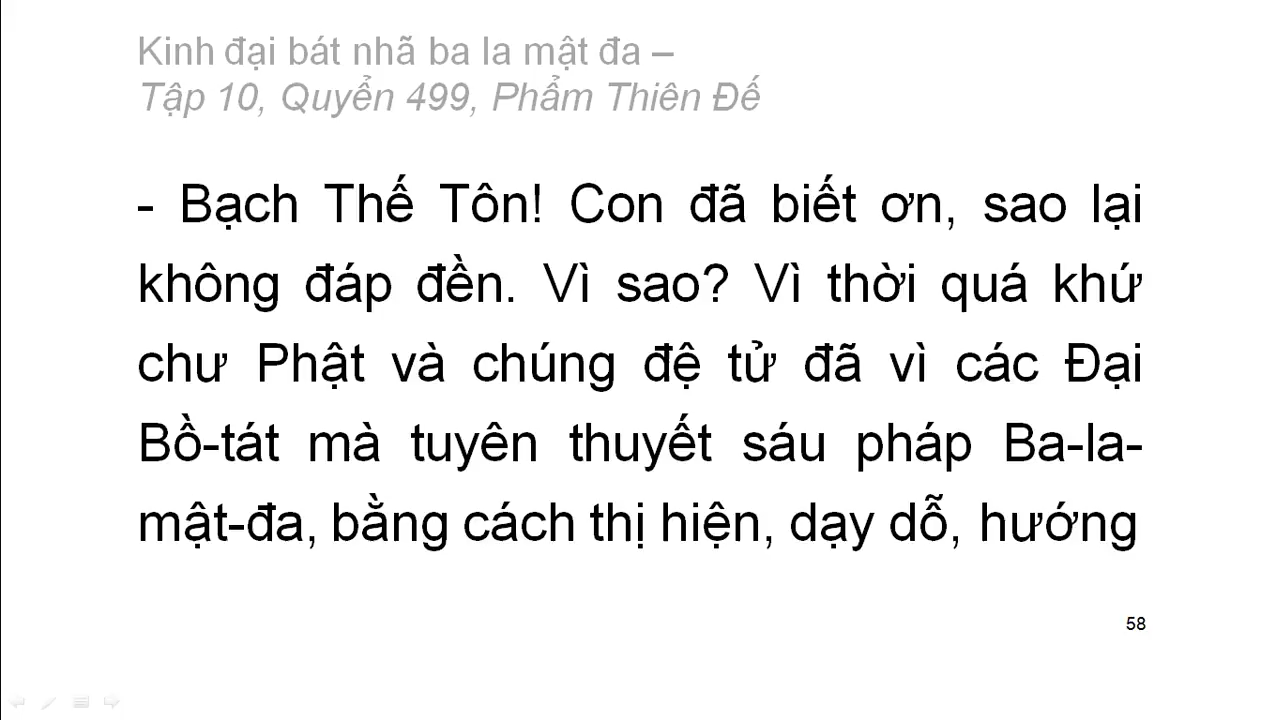 Kinh đại bát nhã ba la mật đa –
Tập 10, Quyển 499, Phẩm Thiên Đế
- Bạch Thế Tôn! Con đã biết ơn, sao lại
không đáp đền. Vì sao? Vì thời quá khứ
chư Phật và chúng đệ tử đã vì các Đại
Bồ-tát mà tuyên thuyết sáu pháp Ba-la-
mật-đa, bằng cách thị hiện, dạy dỗ, hướng
58